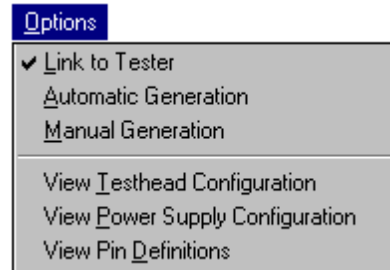 Options
Link to Tester
Automatic Generation
Manual Generation
View Testhead Configuration
View Power Supply Configuration
View Pin Definitions